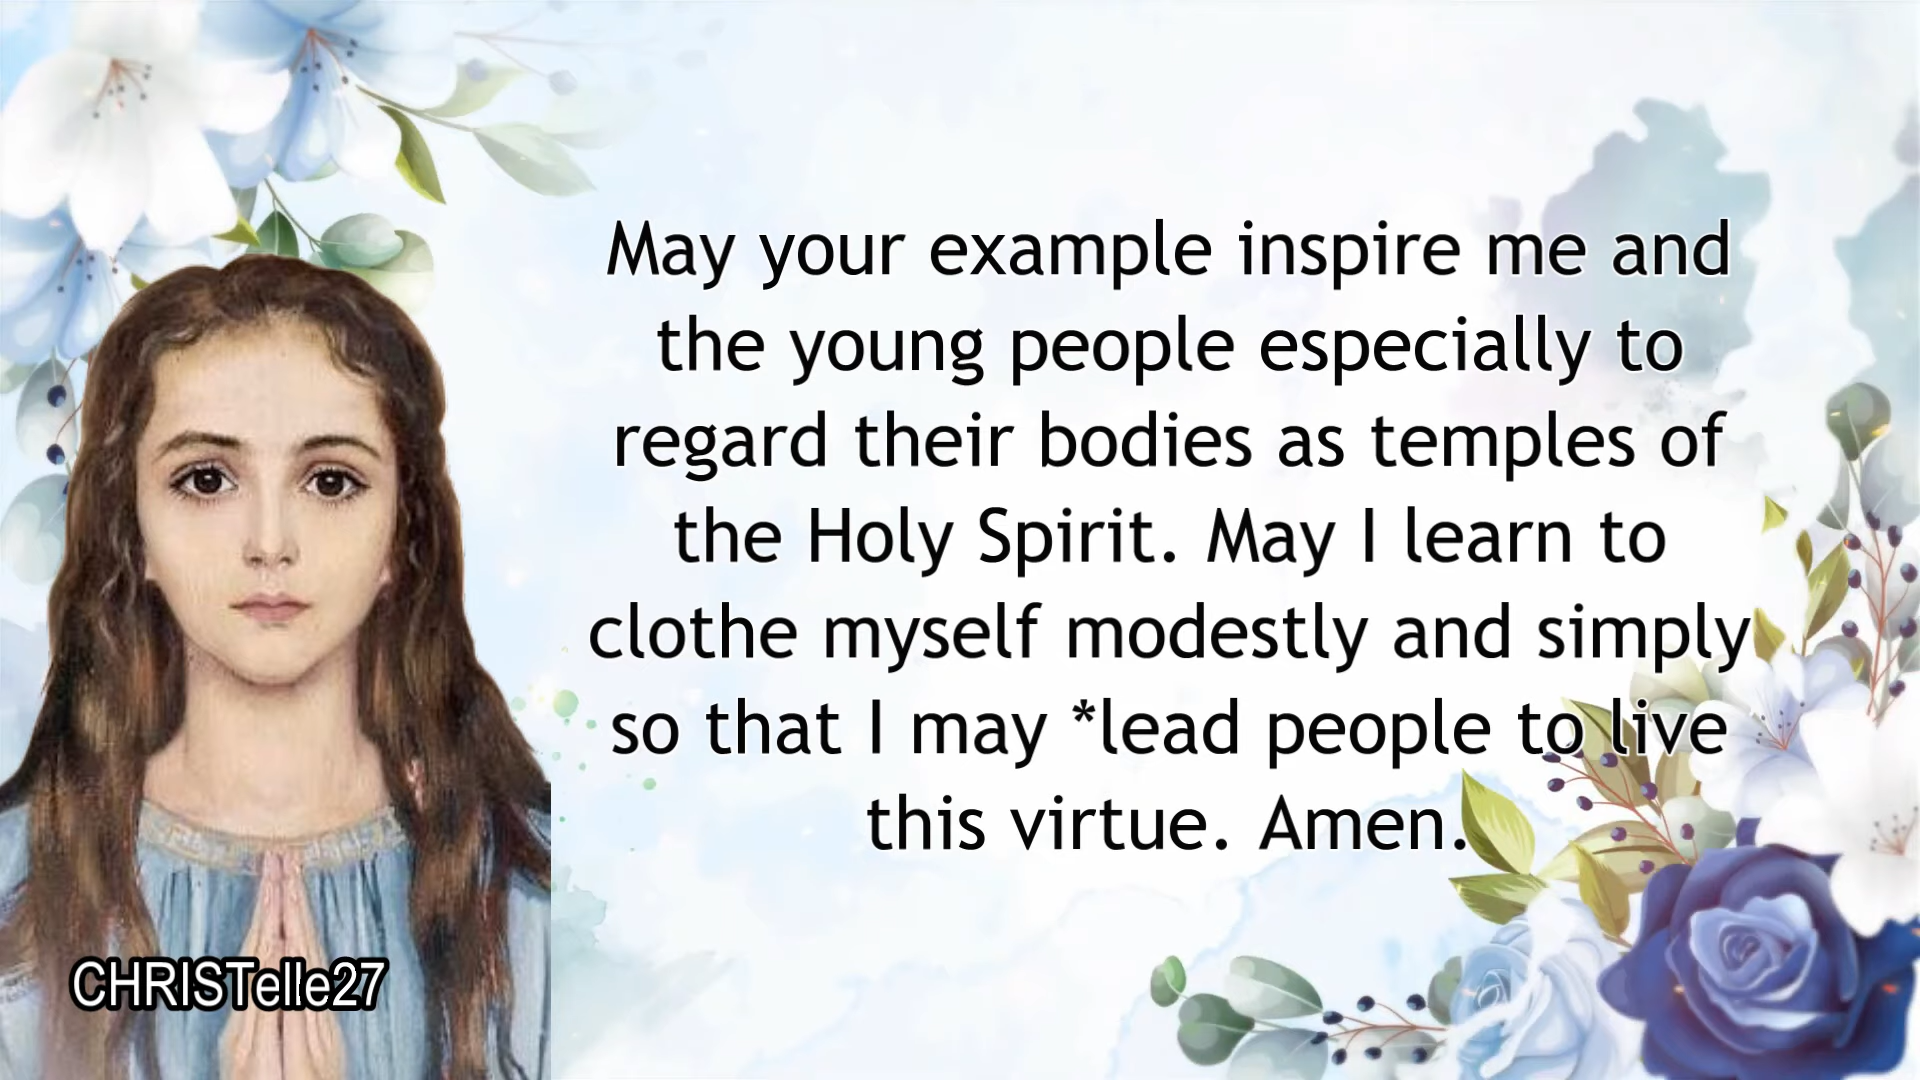 May your example inspire me and
the young people especially to
regard their bodies as temples of
the Holy Spirit. May I learn to
clothe myself modestly and simply
so that I may *lead people to live
this virtue. Amen.
CHRISTelle27